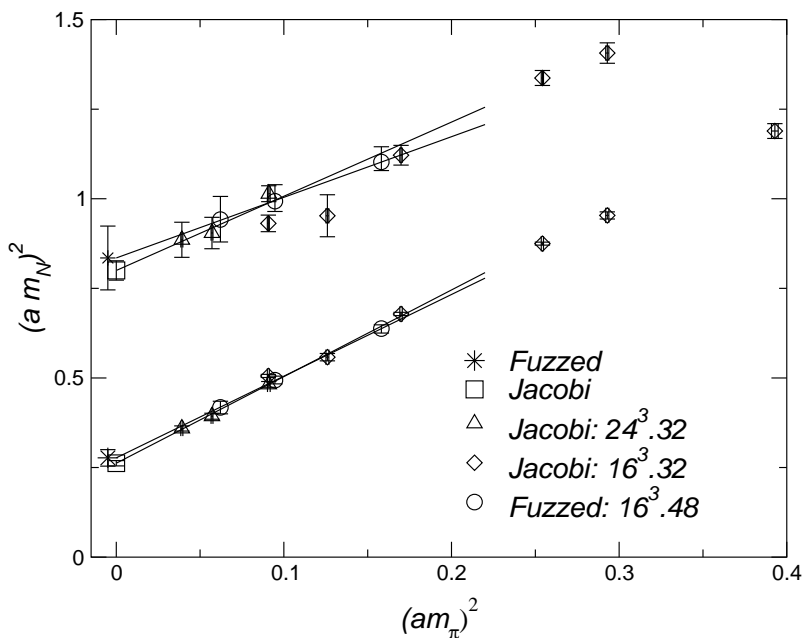 1.5
1
0.5
0
(a m_N)^2
0
0.1
0.2
0.3
0.4
(am_π)^2
Fuzzed
Jacobi
Jacobi: 24^3.32
Jacobi: 16^3.32
Fuzzed: 16^3.48